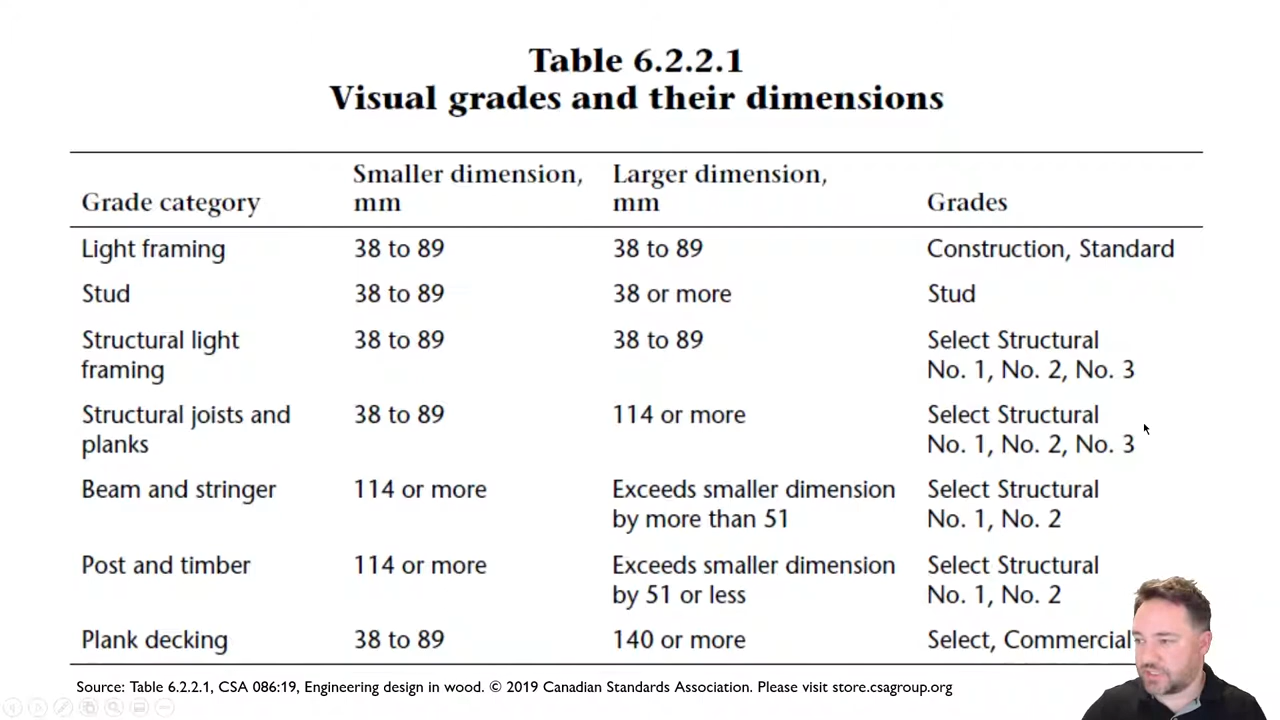 Table 6.2.2.1
Visual grades and their dimensions
Grade category Smaller dimension, mm Larger dimension, mm Grades
Light framing 38 to 89 38 to 89 Construction, Standard
Stud 38 to 89 38 or more Stud
Structural light framing 38 to 89 38 to 89 Select Structural No. 1, No. 2, No. 3
Structural joists and planks 38 to 89 114 or more Select Structural No. 1, No. 2, No. 3
Beam and stringer 114 or more Exceeds smaller dimension by more than 51 Select Structural No. 1, No. 2
Post and timber 114 or more Exceeds smaller dimension by 51 or less Select Structural No. 1, No. 2
Plank decking 38 to 89 140 or more Select, Commercial
Source: Table 6.2.2.1, CSA 086:19, Engineering design in wood. © 2019 Canadian Standards Association. Please visit store.csagroup.org